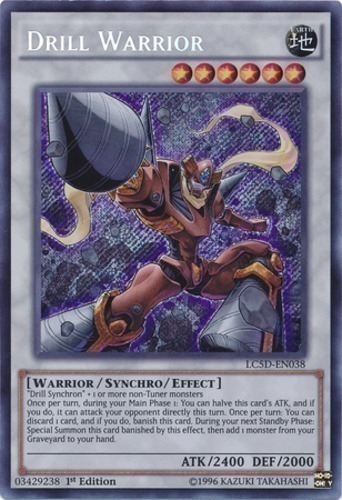 DRILL WARRIOR
EARTH
地
LC5D-EN038
[WARRIOR / SYNCHRO / EFFECT]
"Drill Synchron" + 1 or more non-Tuner monsters
Once per turn, during your Main Phase 1: You can halve this card's ATK, and if
you do, it can attack your opponent directly this turn. Once per turn: You can
discard 1 card, and if you do, banish this card. During your next Standby Phase:
Special Summon this card banished by this effect, then add 1 monster from your
Graveyard to your hand.
ATK/2400 DEF/2000
03429238 1st Edition ©1996 KAZUKI TAKAHASHI